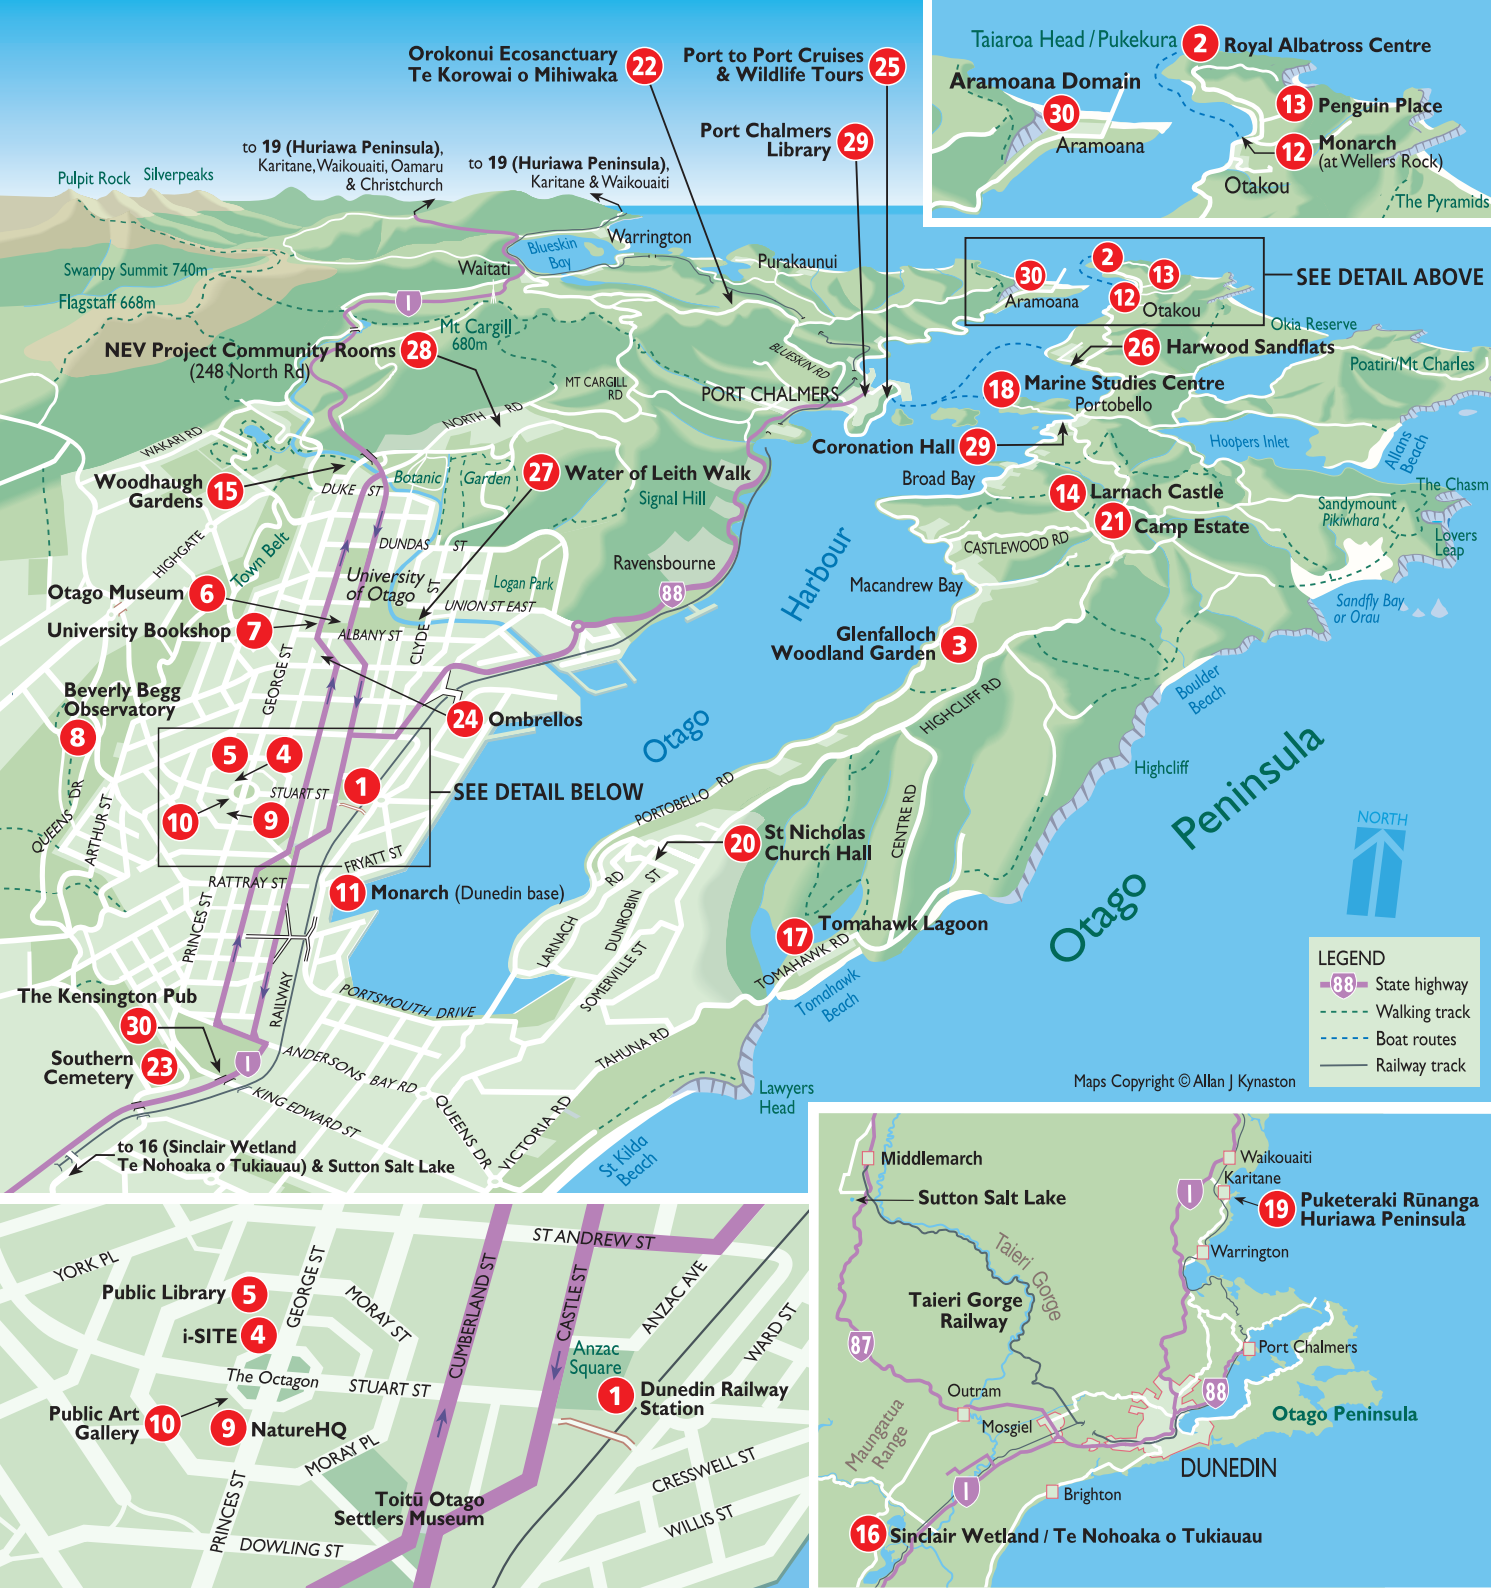 Orokonui Ecosanctuary
Te Korowai o Mihiwaka
22
Port to Port Cruises
& Wildlife Tours
25
Port Chalmers
Library
29
to 19 (Huriawa Peninsula),
Karitane, Waikouaiti, Oamaru
& Christchurch
to 19 (Huriawa Peninsula),
Karitane & Waikouaiti
Taiaroa Head / Pukekura
2
Royal Albatross Centre
Aramoana Domain
30
Aramoana
13
Penguin Place
12
Monarch
(at Wellers Rock)
Otakou
The Pyramids
Pulpit Rock
Silverpeaks
Swampy Summit 740m
Flagstaff 668m
Waitati
Blueskin
Bay
Warrington
Purakaunui
1
Mt Cargill
680m
NEV Project Community Rooms
28
(248 North Rd)
BLUESKIN RD
MT CARGILL
RD
PORT CHALMERS
NORTH RD
WAKARI RD
30
Aramoana
2
13
12
Otakou
SEE DETAIL ABOVE
Okia Reserve
26
Harwood Sandflats
Poatiri/Mt Charles
18
Marine Studies Centre
Portobello
Coronation Hall
29
Broad Bay
Hoopers Inlet
Allans
Beach
The Chasm
14
Larnach Castle
21
Camp Estate
CASTLEWOOD RD
Sandymount
Pikiwhara
Lovers
Leap
Sandfly Bay
or Orau
Macandrew Bay
Harbour
Glenfalloch
Woodland Garden
3
HIGHCLIFF RD
Boulder
Beach
Highcliff
Woodhaugh
Gardens
15
DUKE ST
Botanic Garden
27
Water of Leith Walk
Signal Hill
DUNDAS ST
HIGHGATE
Town Belt
University
of Otago
Logan Park
UNION ST EAST
Ravensbourne
88
Otago Museum
6
University Bookshop
7
ALBANY ST
CLYDE ST
GEORGE ST
Beverly Begg
Observatory
8
24
Ombrellos
5
4
10
9
1
STUART ST
SEE DETAIL BELOW
QUEENS DR
ARTHUR ST
FRYATT ST
RATTRAY ST
11
Monarch (Dunedin base)
PRINCES ST
RAILWAY
Otago
PORTOBELLO RD
CENTRE RD
20
St Nicholas
Church Hall
LARNACH RD
DUNROBIN ST
SOMERVILLE ST
17
Tomahawk Lagoon
TOMAHAWK RD
Tomahawk
Beach
Otago
Peninsula
NORTH
LEGEND
88
State highway
Walking track
Boat routes
Railway track
Maps Copyright © Allan J Kynaston
The Kensington Pub
30
Southern
Cemetery
23
1
PORTSMOUTH DRIVE
ANDERSONS BAY RD
KING EDWARD ST
QUEENS DR
VICTORIA RD
TAHUNA RD
Lawyers
Head
St Kilda
Beach
to 16 (Sinclair Wetland
Te Nohoaka o Tukiauau) & Sutton Salt Lake
YORK PL
Public Library
5
i-SITE
4
GEORGE ST
MORAY ST
The Octagon
STUART ST
Public Art
Gallery
10
9
NatureHQ
MORAY PL
PRINCES ST
DOWLING ST
CUMBERLAND ST
CASTLE ST
ST ANDREW ST
ANZAC AVE
WARD ST
Anzac
Square
1
Dunedin Railway
Station
CRESSWELL ST
WILLIS ST
Toitū Otago
Settlers Museum
Middlemarch
Sutton Salt Lake
Taieri Gorge
Taieri Gorge
Railway
87
Outram
Mosgiel
Maungatua
Range
1
Waikouaiti
Karitane
19
Puketeraki Rūnanga
Huriawa Peninsula
Warrington
Port Chalmers
88
Otago Peninsula
DUNEDIN
1
Brighton
16
Sinclair Wetland / Te Nohoaka o Tukiauau